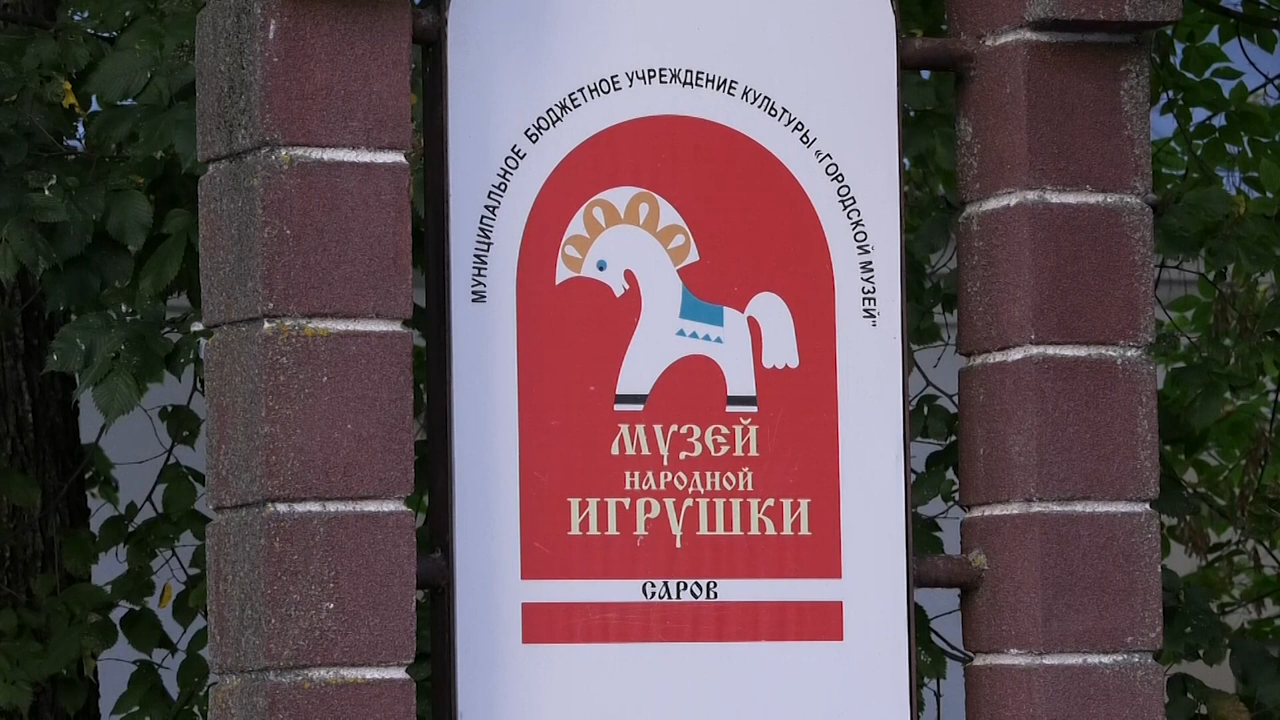 МУНИЦИПАЛЬНОЕ БЮДЖЕТНОЕ УЧРЕЖДЕНИЕ КУЛЬТУРЫ «ГОРОДСКОЙ МУЗЕЙ"
МУЗЕЙ
НАРОДНОЙ
ИГРУШКИ
САРОВ